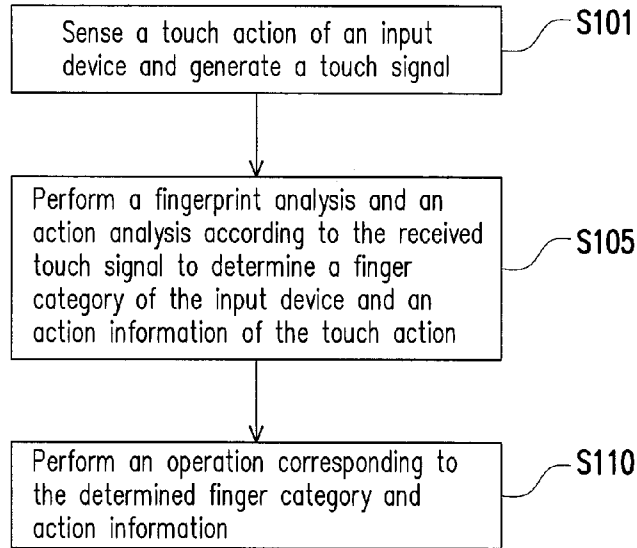 Sense a touch action of an input
device and generate a touch signal
S101
Perform a fingerprint analysis and an
action analysis according to the received
touch signal to determine a finger
category of the input device and an
action information of the touch action
S105
Perform an operation corresponding to
the determined finger category and
action information
S110